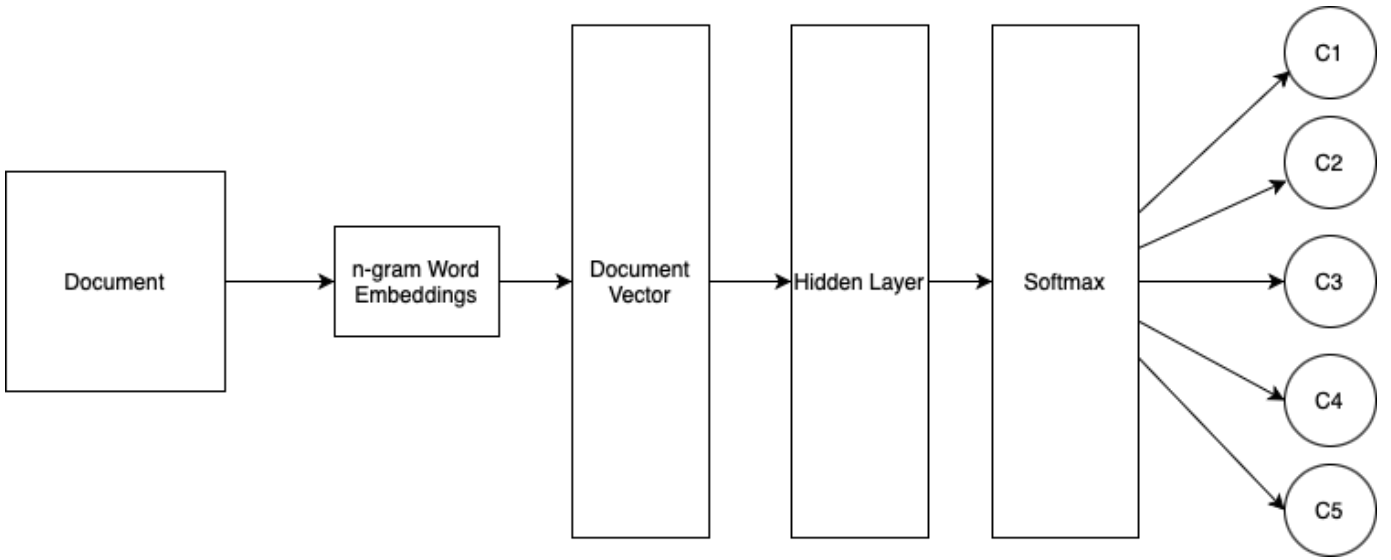 Document
n-gram Word
Embeddings
Document
Vector
Hidden Layer
Softmax
C1
C2
C3
C4
C5